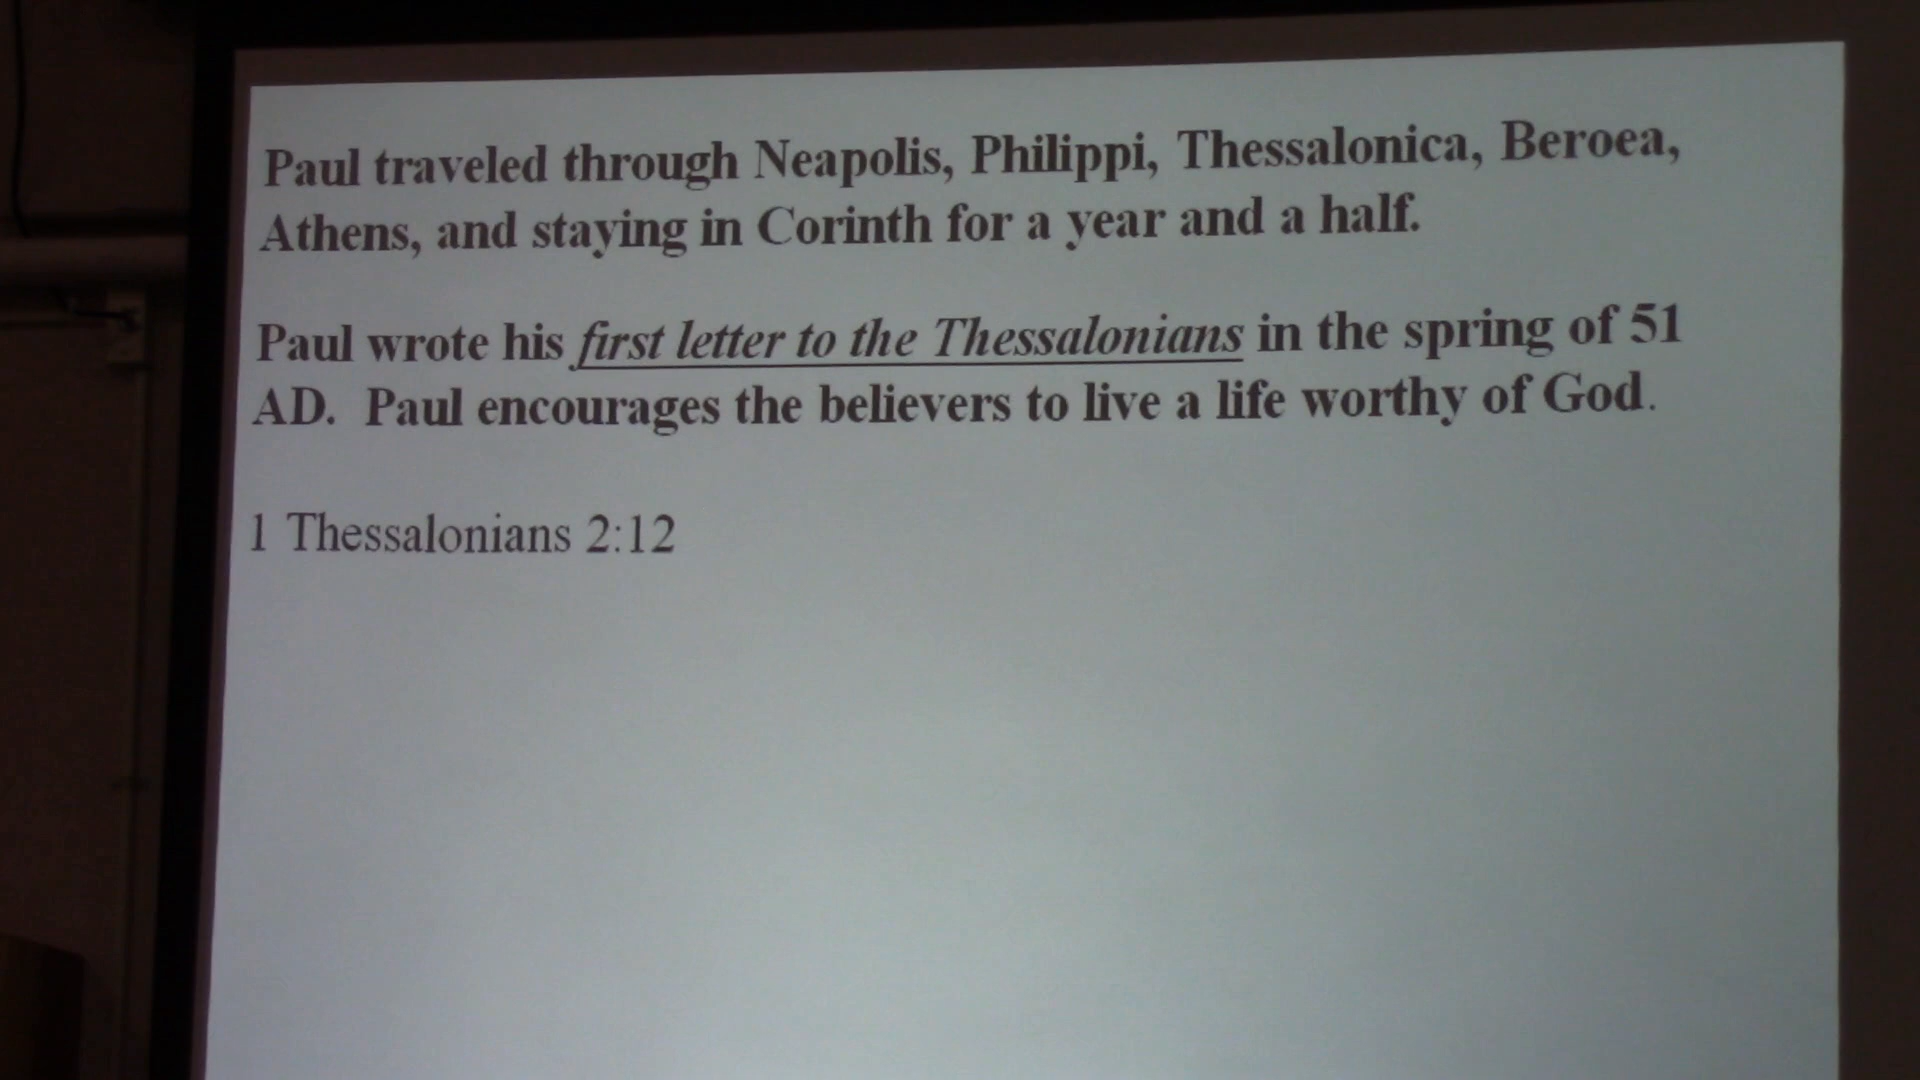 Paul traveled through Neapolis, Philippi, Thessalonica, Beroea,
Athens, and staying in Corinth for a year and a half.
Paul wrote his first letter to the Thessalonians in the spring of 51
AD.  Paul encourages the believers to live a life worthy of God.
1 Thessalonians 2:12